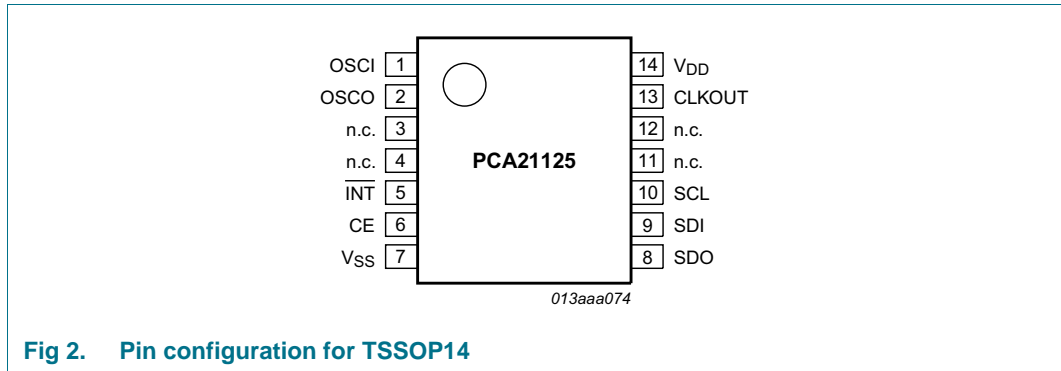 OSCI 1 14 VDD
OSCO 2 13 CLKOUT
n.c. 3 12 n.c.
n.c. 4 PCA21125 11 n.c.
INT 5 10 SCL
CE 6 9 SDI
VSS 7 8 SDO
013aaa074
Fig 2. Pin configuration for TSSOP14